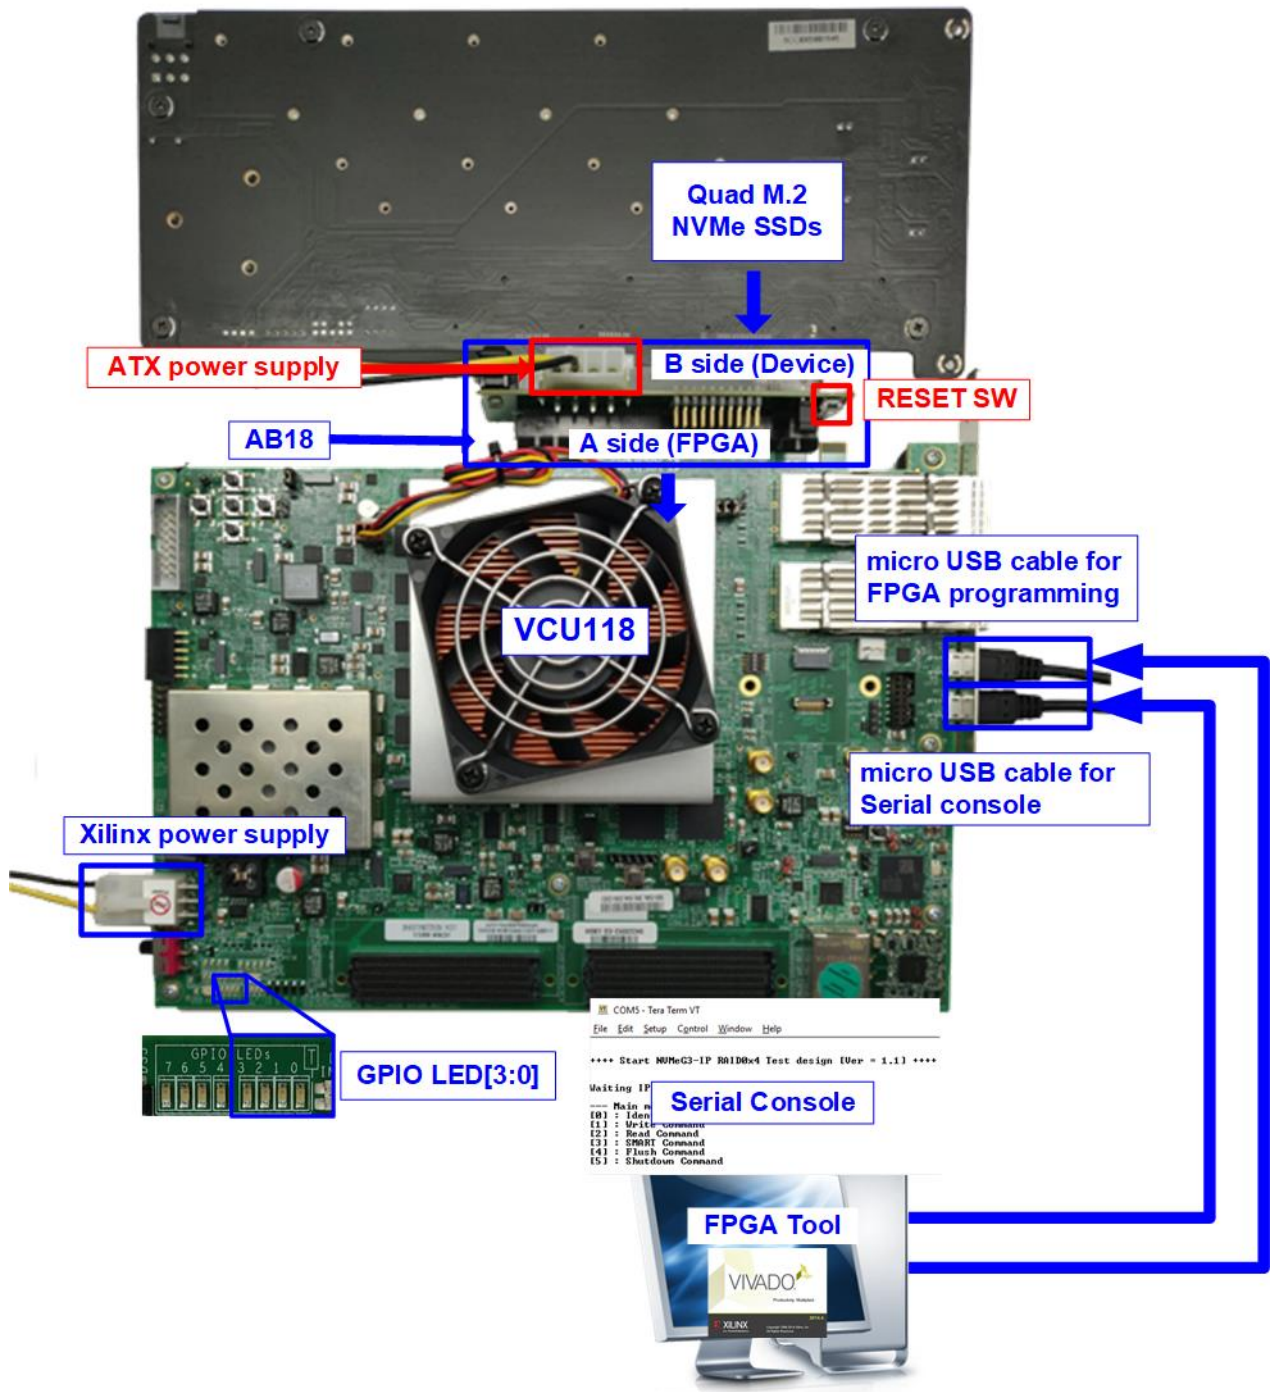 Quad M.2
NVMe SSDs
ATX power supply
B side (Device)
RESET SW
AB18
A side (FPGA)
micro USB cable for
FPGA programming
VCU118
micro USB cable for
Serial console
Xilinx power supply
GPIO LEDs
7 6 5 4 3 2 1 0
GPIO LED[3:0]
COM5 - Tera Term VT
File Edit Setup Control Window Help
++++ Start NVMeG3-IP RAID0x4 Test design [Ver = 1.1] ++++
Waiting IP
Serial Console
--- Main m
[0] : Iden
[1] : Write Command
[2] : Read Command
[3] : SMART Command
[4] : Flush Command
[5] : Shutdown Command
FPGA Tool
VIVADO
XILINX